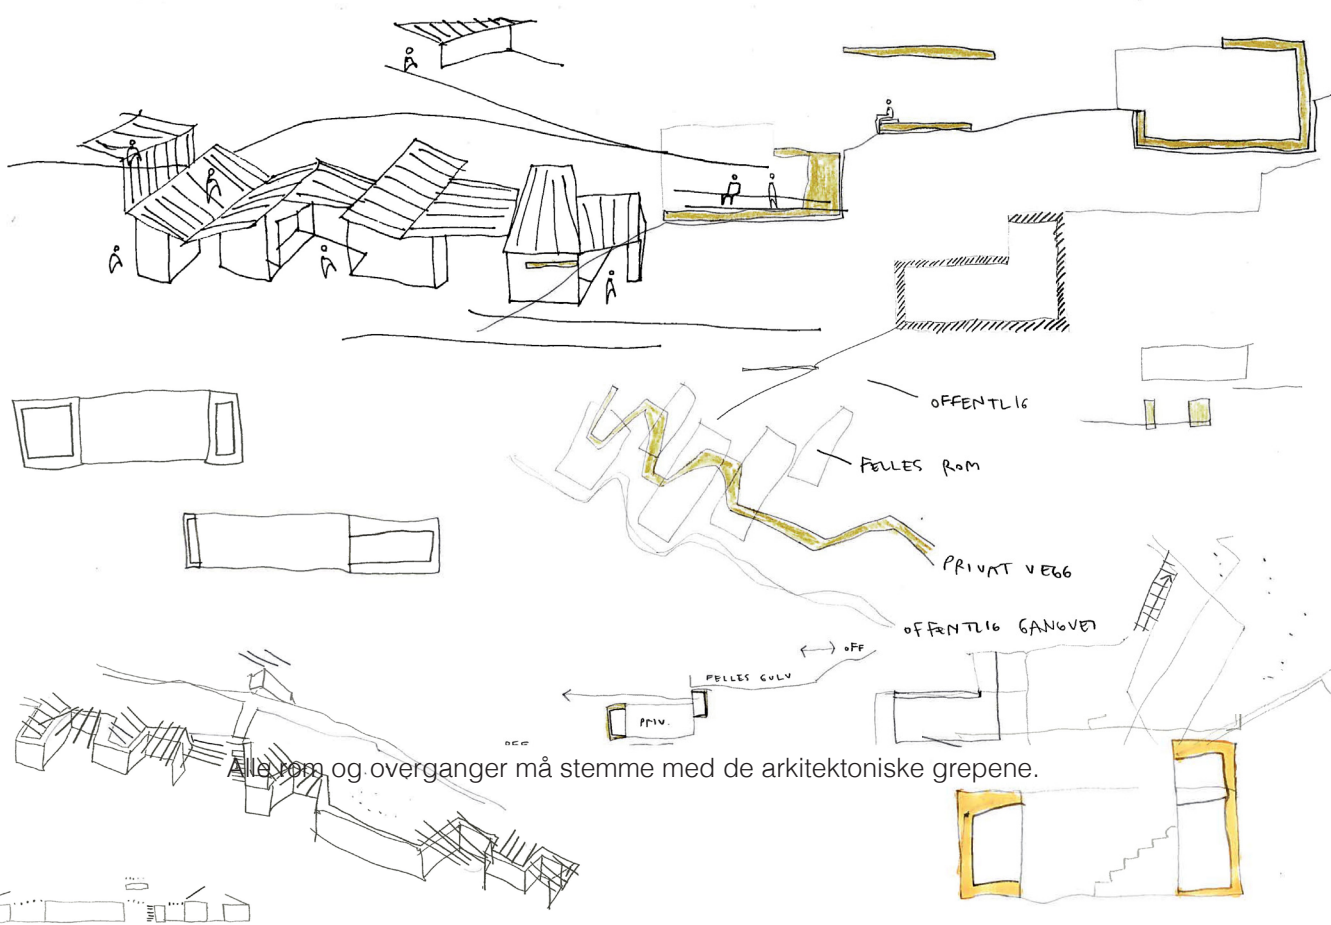 OFFENTLIG
FELLES ROM
PRIVAT VEGG
OFFENTLIG GANGVEI
OFF
FELLES GULV
PRIV.
OFF
Alle rom og overganger må stemme med de arkitektoniske grepene.